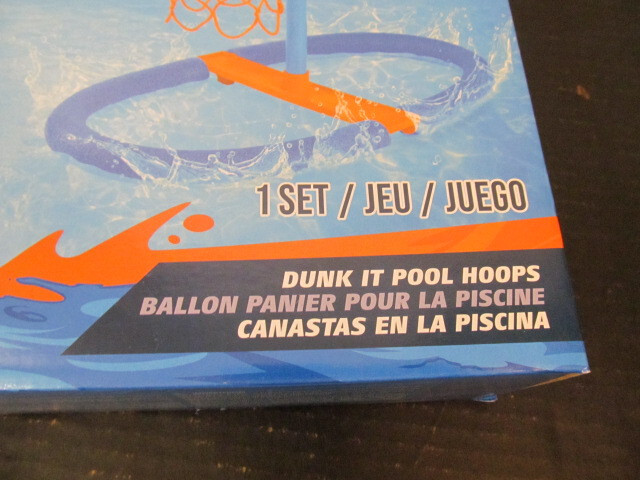 1 SET / JEU / JUEGO
DUNK IT POOL HOOPS
BALLON PANIER POUR LA PISCINE
CANASTAS EN LA PISCINA